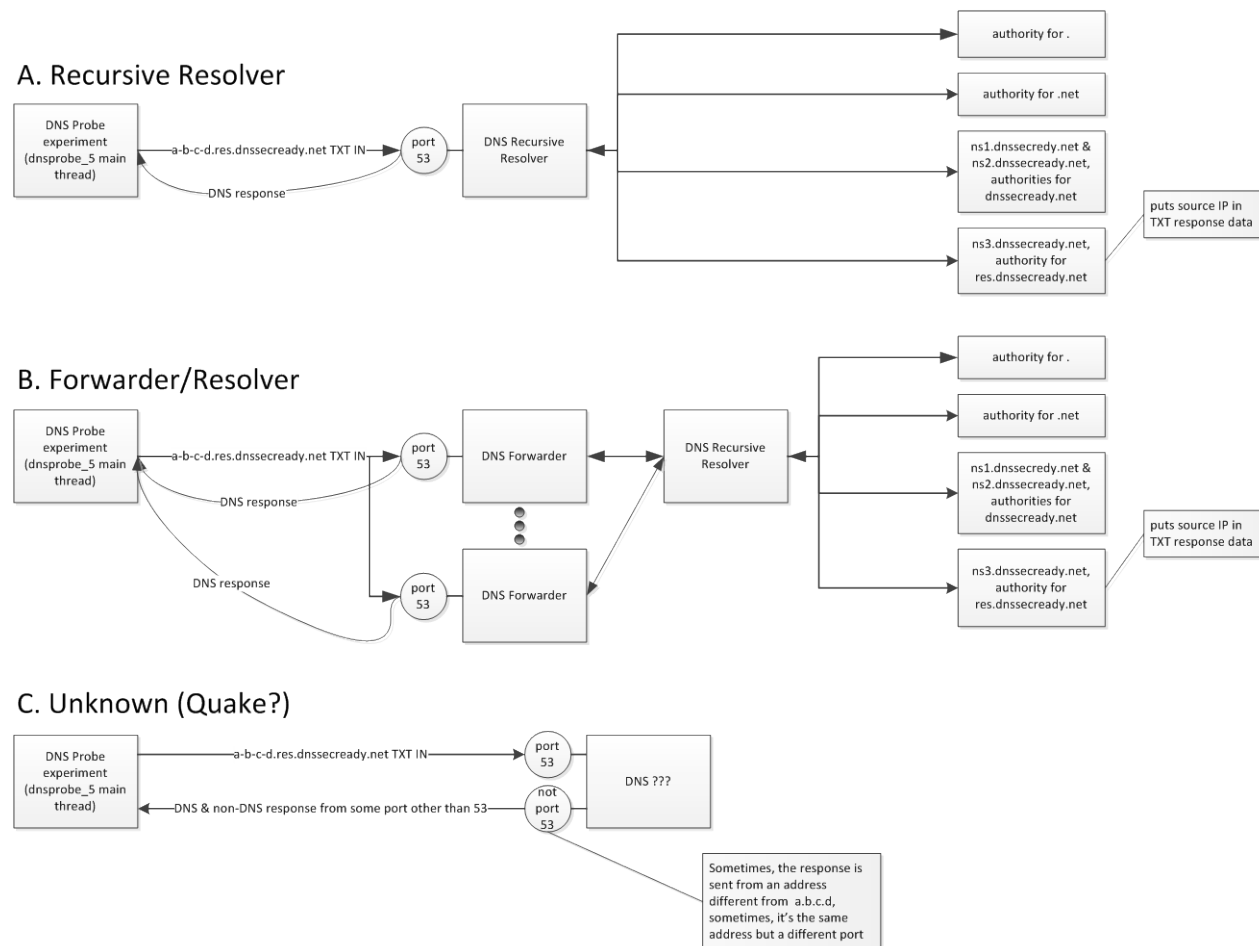 A. Recursive Resolver
DNS Probe
experiment
(dnsprobe_5 main
thread)
a-b-c-d.res.dnssecready.net TXT IN
DNS response
port
53
DNS Recursive
Resolver
authority for .
authority for .net
ns1.dnssecredy.net &
ns2.dnssecready.net,
authorities for
dnssecready.net
ns3.dnssecready.net,
authority for
res.dnssecready.net
puts source IP in
TXT response data
B. Forwarder/Resolver
DNS Probe
experiment
(dnsprobe_5 main
thread)
a-b-c-d.res.dnssecready.net TXT IN
DNS response
DNS response
port
53
DNS Forwarder
port
53
DNS Forwarder
DNS Recursive
Resolver
authority for .
authority for .net
ns1.dnssecredy.net &
ns2.dnssecready.net,
authorities for
dnssecready.net
ns3.dnssecready.net,
authority for
res.dnssecready.net
puts source IP in
TXT response data
C. Unknown (Quake?)
DNS Probe
experiment
(dnsprobe_5 main
thread)
a-b-c-d.res.dnssecready.net TXT IN
DNS & non-DNS response from some port other than 53
port
53
not
port
53
DNS ???
Sometimes, the response is
sent from an address
different from  a.b.c.d,
sometimes, it's the same
address but a different port